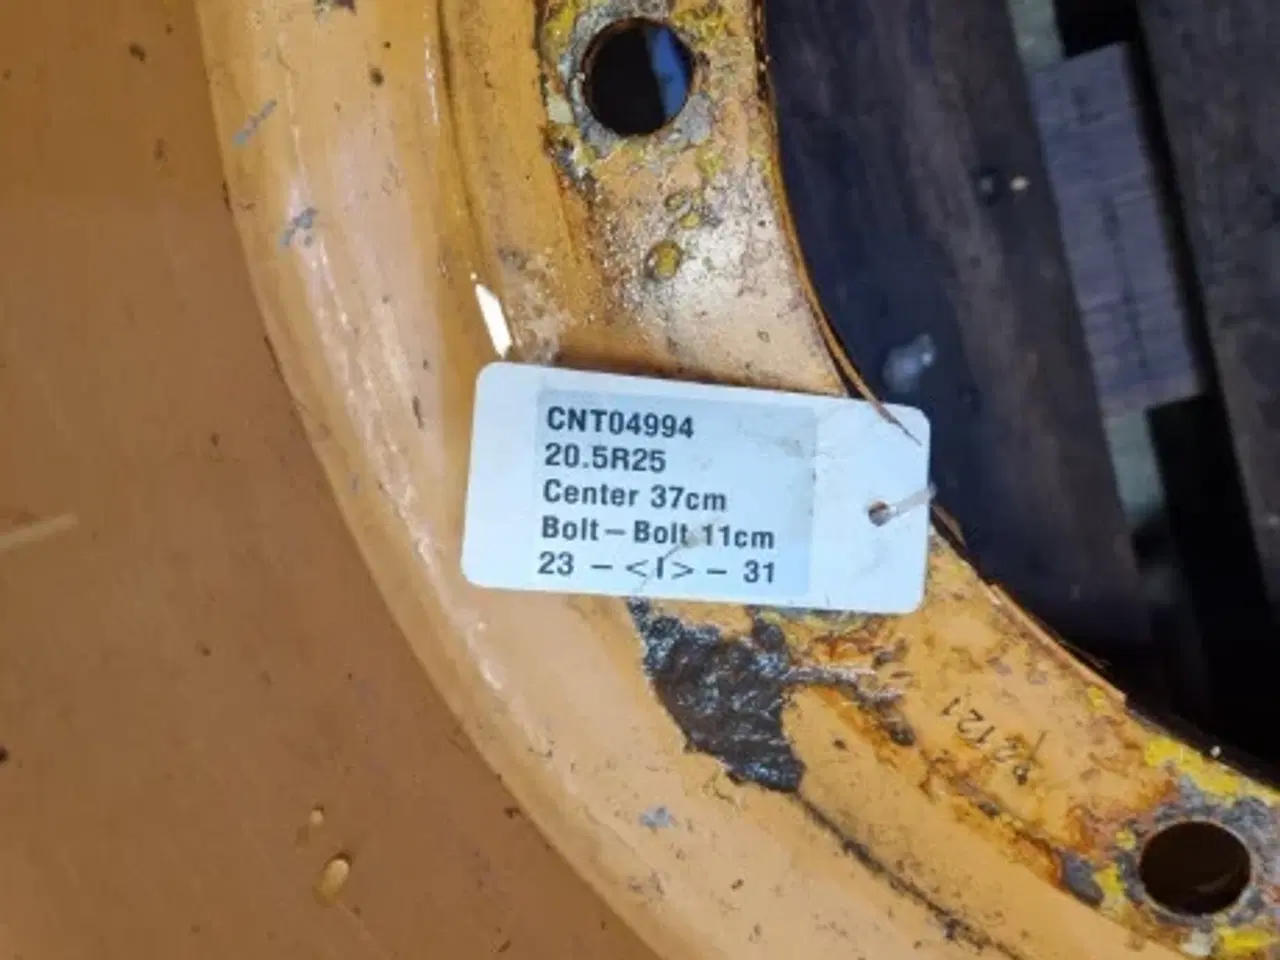 CNT04994
20.5R25
Center 37cm
Bolt – Bolt 11cm
23 – <I> – 31